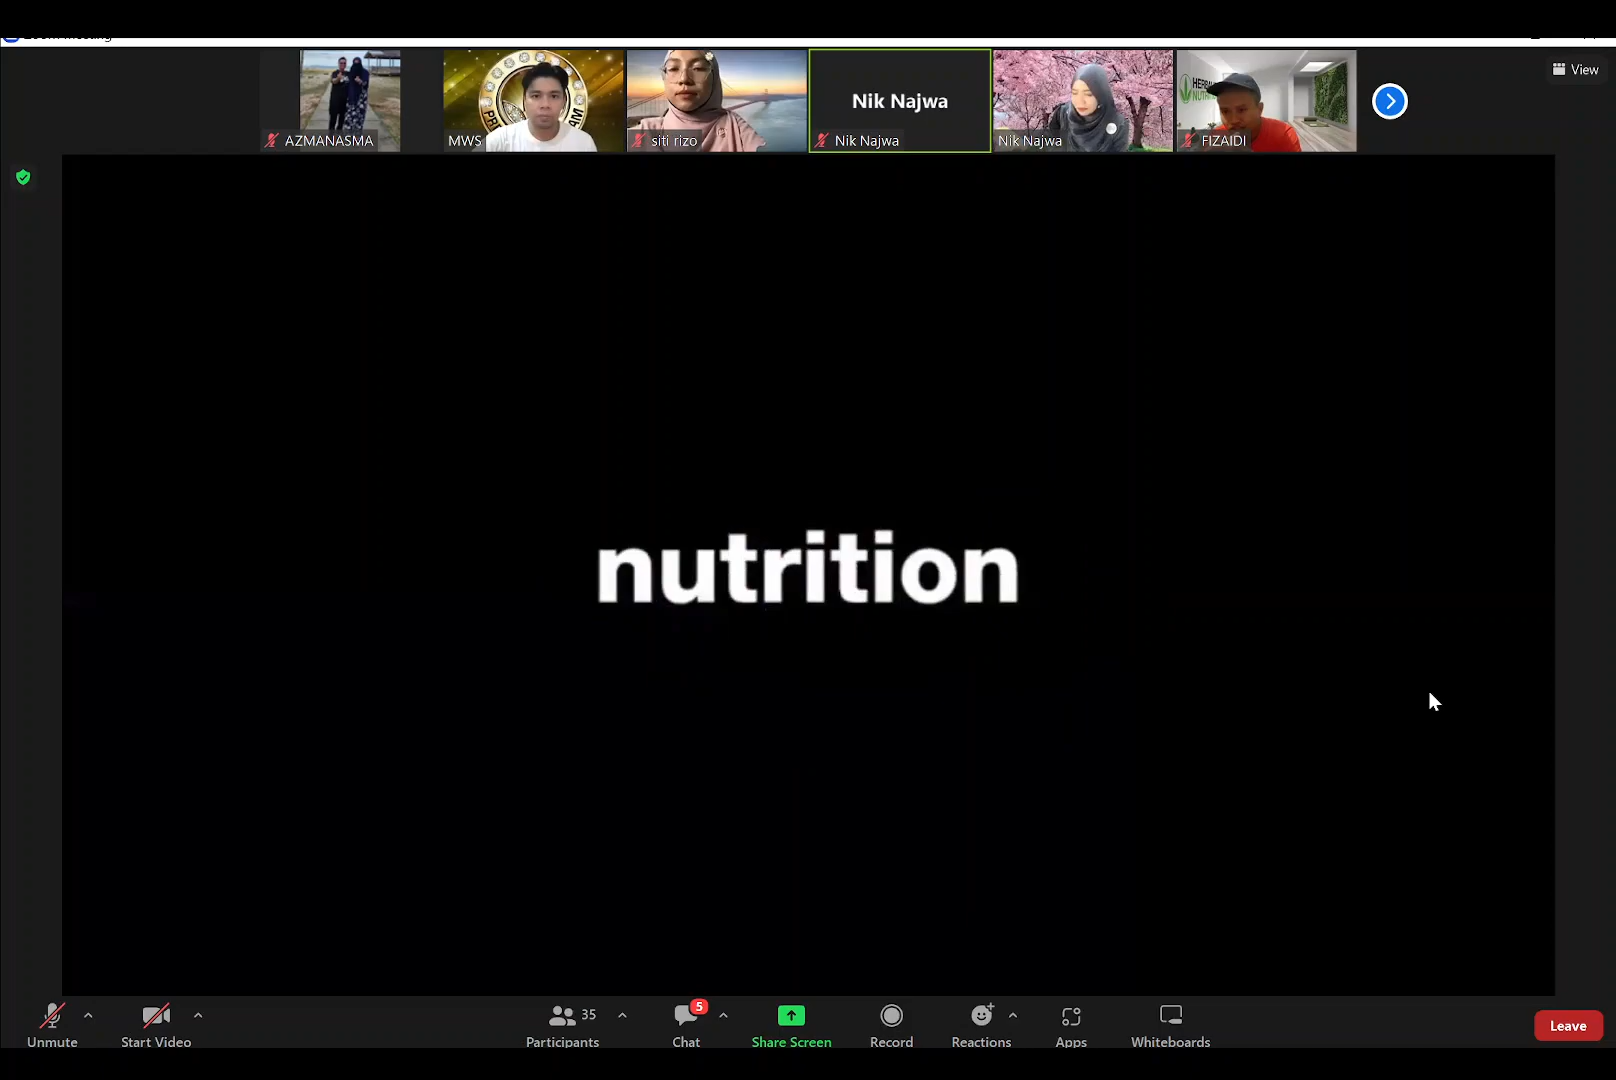 View
Nik Najwa
AZMANASMA
MWS
siti rizo
Nik Najwa
Nik Najwa
FIZAIDI
nutrition
35
5
Unmute
Start Video
Participants
Chat
Share Screen
Record
Reactions
Apps
Whiteboards
Leave